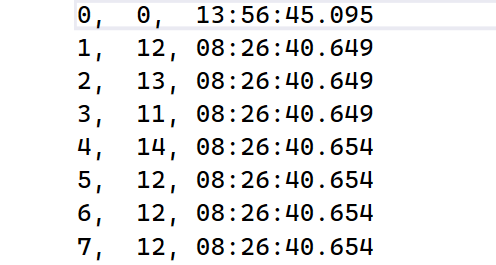 0,  0,  13:56:45.095
1,  12, 08:26:40.649
2,  13, 08:26:40.649
3,  11, 08:26:40.649
4,  14, 08:26:40.654
5,  12, 08:26:40.654
6,  12, 08:26:40.654
7,  12, 08:26:40.654